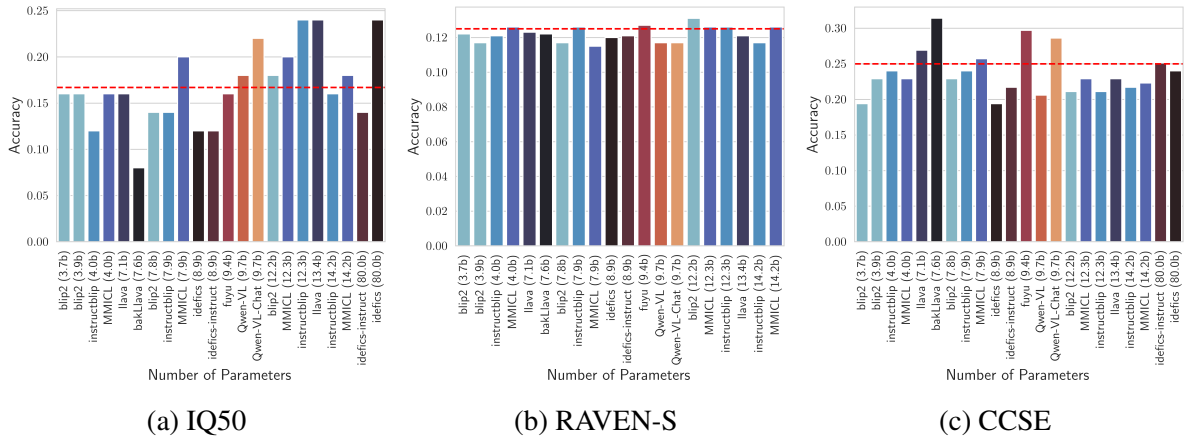 Accuracy
0.25
0.20
0.15
0.10
0.05
0.00
blip2 (3.7b)
blip2 (3.9b)
instructblip (4.0b)
MMICL (4.0b)
llava (7.1b)
bakLlava (7.6b)
blip2 (7.8b)
instructblip (7.9b)
MMICL (7.9b)
idefics (8.9b)
idefics-instruct (8.9b)
fuyu (9.4b)
Qwen-VL (9.7b)
Qwen-VL-Chat (9.7b)
blip2 (12.2b)
MMICL (12.3b)
instructblip (12.3b)
llava (13.4b)
instructblip (14.2b)
MMICL (14.2b)
idefics-instruct (80.0b)
idefics (80.0b)
Number of Parameters
(a) IQ50
Accuracy
0.12
0.10
0.08
0.06
0.04
0.02
0.00
blip2 (3.7b)
blip2 (3.9b)
instructblip (4.0b)
MMICL (4.0b)
llava (7.1b)
bakLlava (7.6b)
blip2 (7.8b)
instructblip (7.9b)
MMICL (7.9b)
idefics (8.9b)
idefics-instruct (8.9b)
fuyu (9.4b)
Qwen-VL (9.7b)
Qwen-VL-Chat (9.7b)
blip2 (12.2b)
MMICL (12.3b)
instructblip (12.3b)
llava (13.4b)
instructblip (14.2b)
MMICL (14.2b)
Number of Parameters
(b) RAVEN-S
Accuracy
0.30
0.25
0.20
0.15
0.10
0.05
0.00
blip2 (3.7b)
blip2 (3.9b)
instructblip (4.0b)
MMICL (4.0b)
llava (7.1b)
bakLlava (7.6b)
blip2 (7.8b)
instructblip (7.9b)
MMICL (7.9b)
idefics (8.9b)
idefics-instruct (8.9b)
fuyu (9.4b)
Qwen-VL (9.7b)
Qwen-VL-Chat (9.7b)
blip2 (12.2b)
MMICL (12.3b)
instructblip (12.3b)
llava (13.4b)
instructblip (14.2b)
MMICL (14.2b)
idefics-instruct (80.0b)
idefics (80.0b)
Number of Parameters
(c) CCSE